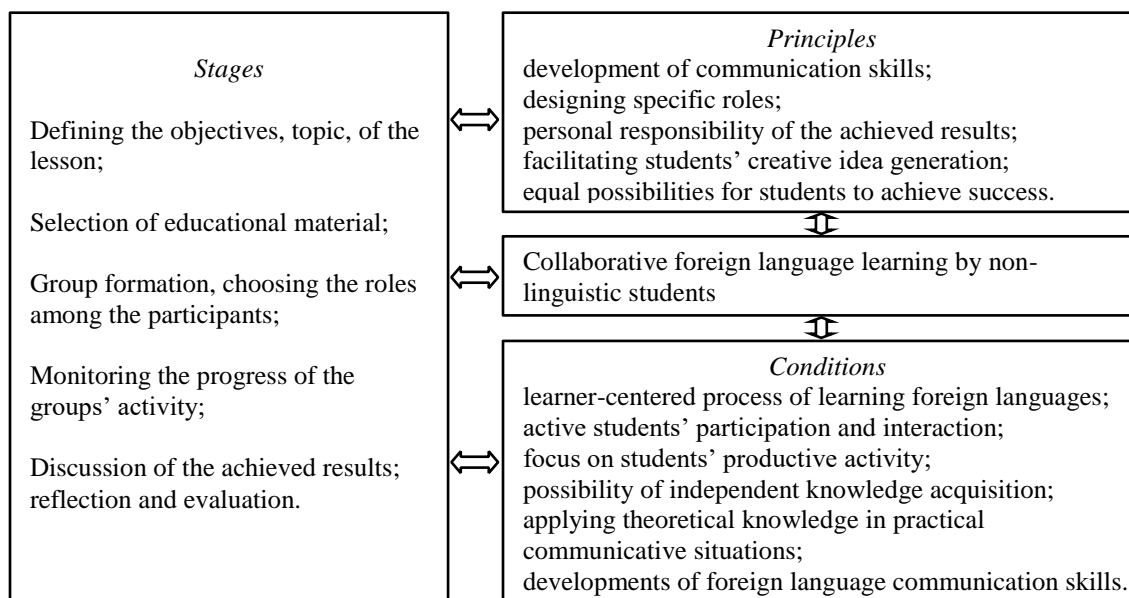 Stages
Defining the objectives, topic, of the
lesson;
Selection of educational material;
Group formation, choosing the roles
among the participants;
Monitoring the progress of the
groups’ activity;
Discussion of the achieved results;
reflection and evaluation.
Principles
development of communication skills;
designing specific roles;
personal responsibility of the achieved results;
facilitating students’ creative idea generation;
equal possibilities for students to achieve success.
Collaborative foreign language learning by non-
linguistic students
Conditions
learner-centered process of learning foreign languages;
active students’ participation and interaction;
focus on students’ productive activity;
possibility of independent knowledge acquisition;
applying theoretical knowledge in practical
communicative situations;
developments of foreign language communication skills.